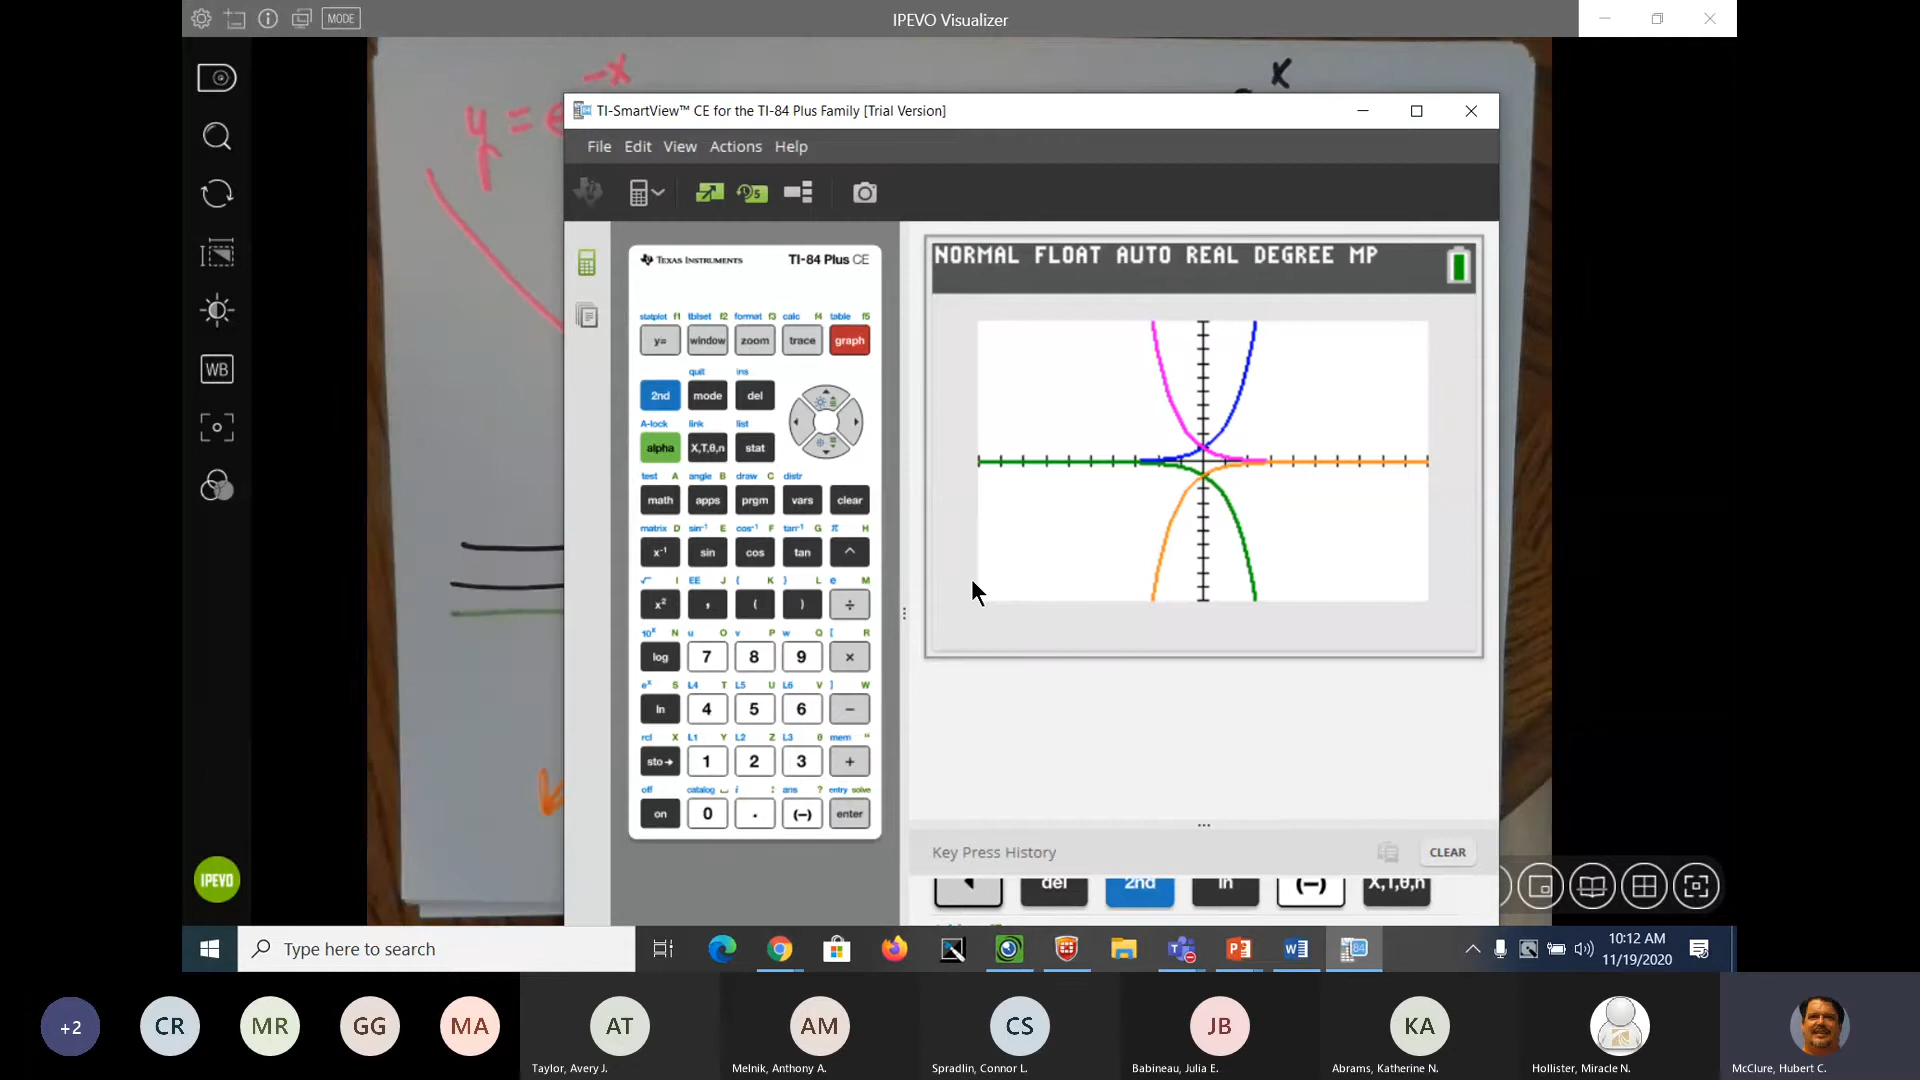 MODE
IPEVO Visualizer
y = e^-x
x
TI-SmartView™ CE for the TI-84 Plus Family [Trial Version]
File Edit View Actions Help
5
WB
TEXAS INSTRUMENTS TI-84 Plus CE
NORMAL FLOAT AUTO REAL DEGREE MP
statplot f1 tblset f2 format f3 calc f4 table f5
y= window zoom trace graph
quit ins
2nd mode del
A-lock link list
alpha X,T,θ,n stat
test A angle B draw C distr
math apps prgm vars clear
matrix D sin⁻¹ E cos⁻¹ F tan⁻¹ G π H
x⁻¹ sin cos tan ^
√ I EE J { K } L e M
x² , ( ) ÷
10ˣ N u O v P w Q [ R
log 7 8 9 ×
eˣ S L4 T L5 U L6 V ] W
ln 4 5 6 −
rcl X L1 Y L2 Z L3 θ mem "
sto→ 1 2 3 +
off catalog ⎵ i : ans ? entry solve
on 0 . (−) enter
Key Press History CLEAR
del 2nd ln (−) X,T,θ,n
IPEVO
Type here to search
84
10:12 AM
11/19/2020
+2 CR MR GG MA AT AM CS JB KA
Taylor, Avery J. Melnik, Anthony A. Spradlin, Connor L. Babineau, Julia E. Abrams, Katherine N. Hollister, Miracle N. McClure, Hubert C.